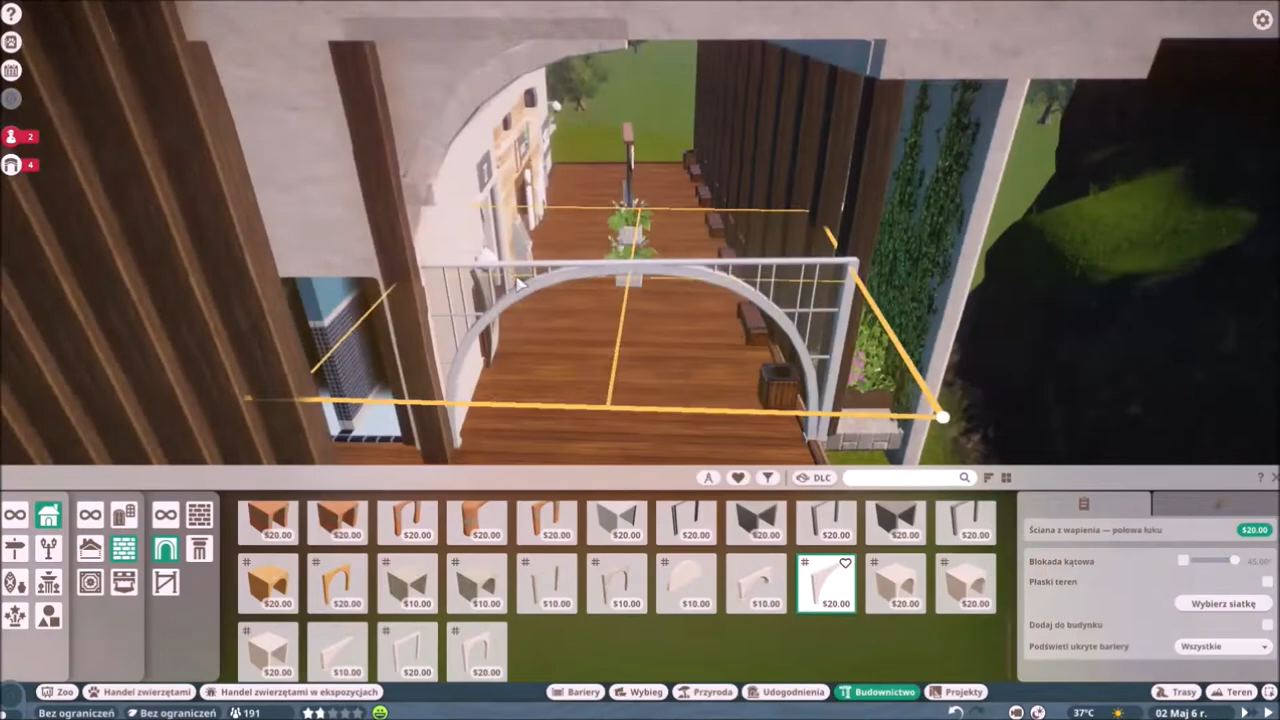 ?
2
4
A
DLC
?
$20.00 $20.00 $20.00 $20.00 $20.00 $20.00 $20.00 $20.00 $20.00 $20.00 $20.00
$20.00 $20.00 $10.00 $10.00 $10.00 $10.00 $10.00 $10.00 $20.00 $20.00 $20.00
$20.00 $10.00 $20.00 $20.00
Ściana z wapienia — połowa łuku $20.00
Blokada kątowa 45.00°
Płaski teren
Wybierz siatkę
Dodaj do budynku
Podświetl ukryte bariery Wszystkie
Zoo Handel zwierzętami Handel zwierzętami w ekspozycjach Bariery Wybieg Przyroda Udogodnienia Budownictwo Projekty Trasy Teren
Bez ograniczeń Bez ograniczeń 191 37°C 02 Maj 6 r.